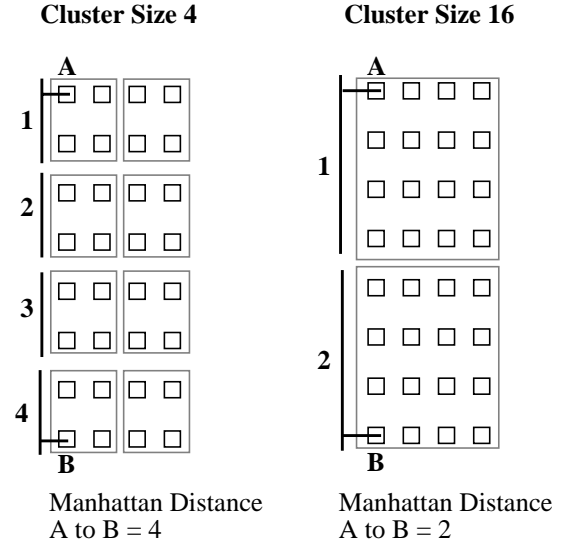 Cluster Size 4
A
1
2
3
4
B
Manhattan Distance
A to B = 4
Cluster Size 16
A
1
2
B
Manhattan Distance
A to B = 2